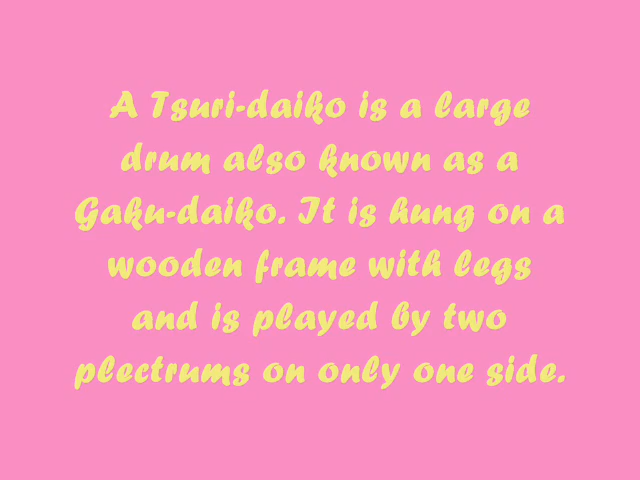 A Tsuri-daiko is a large
drum also known as a
Gaku-daiko. It is hung on a
wooden frame with legs
and is played by two
plectrums on only one side.